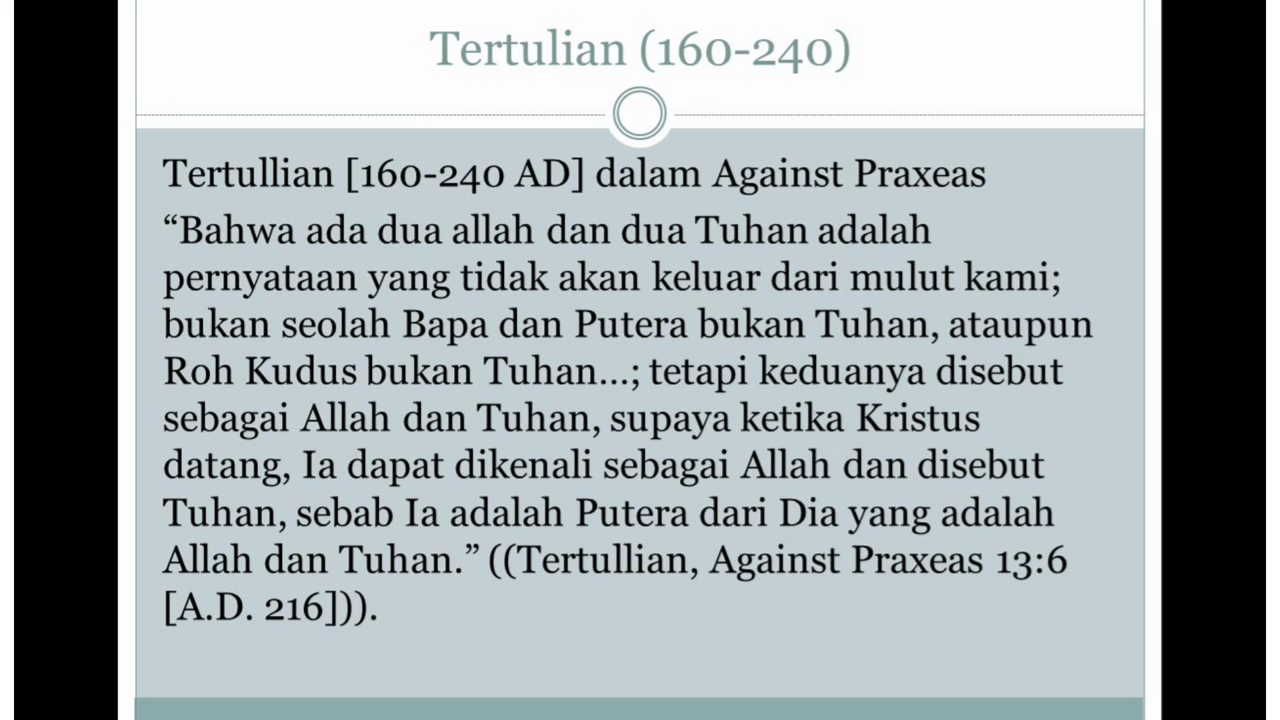 Tertulian (160-240)
Tertullian [160-240 AD] dalam Against Praxeas
“Bahwa ada dua allah dan dua Tuhan adalah
pernyataan yang tidak akan keluar dari mulut kami;
bukan seolah Bapa dan Putera bukan Tuhan, ataupun
Roh Kudus bukan Tuhan...; tetapi keduanya disebut
sebagai Allah dan Tuhan, supaya ketika Kristus
datang, Ia dapat dikenali sebagai Allah dan disebut
Tuhan, sebab Ia adalah Putera dari Dia yang adalah
Allah dan Tuhan.” ((Tertullian, Against Praxeas 13:6
[A.D. 216])).